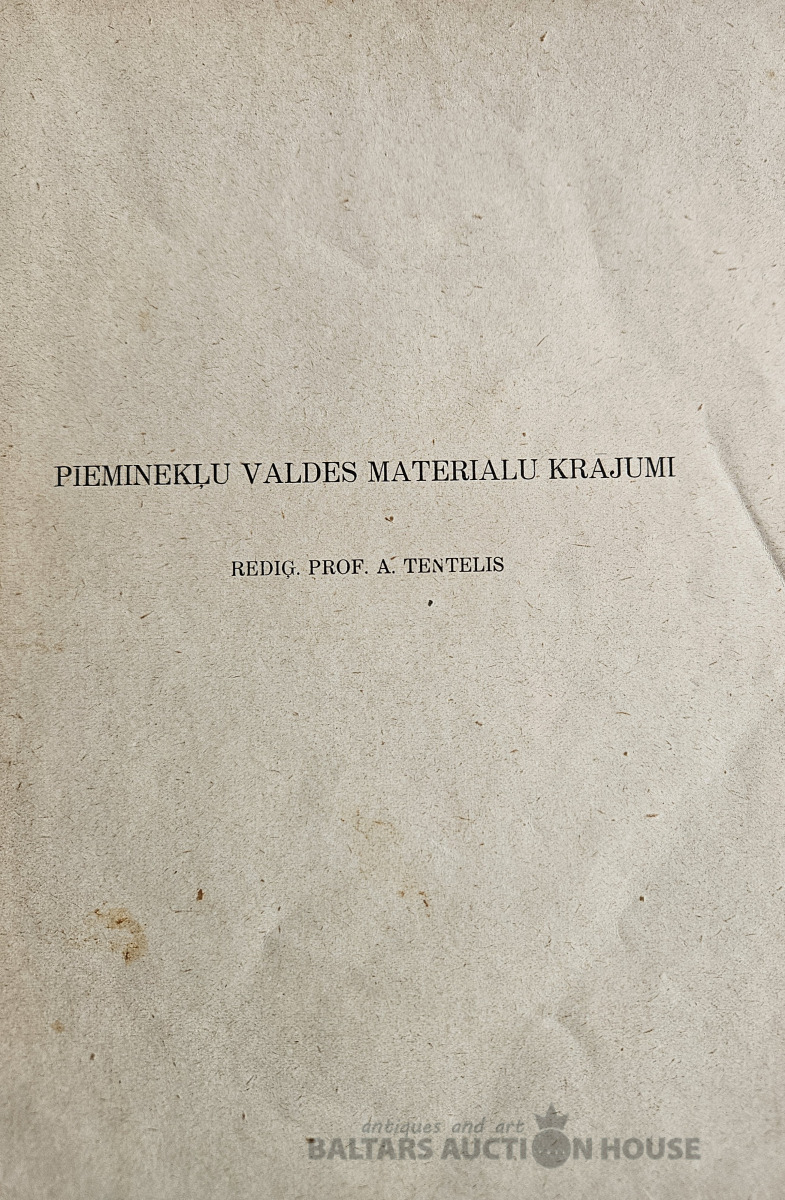 PIEMINEKĻU VALDES MATERIALU KRAJUMI
REDIĢ. PROF. A. TENTELIS
antiques and art
BALTARS AUCTION HOUSE